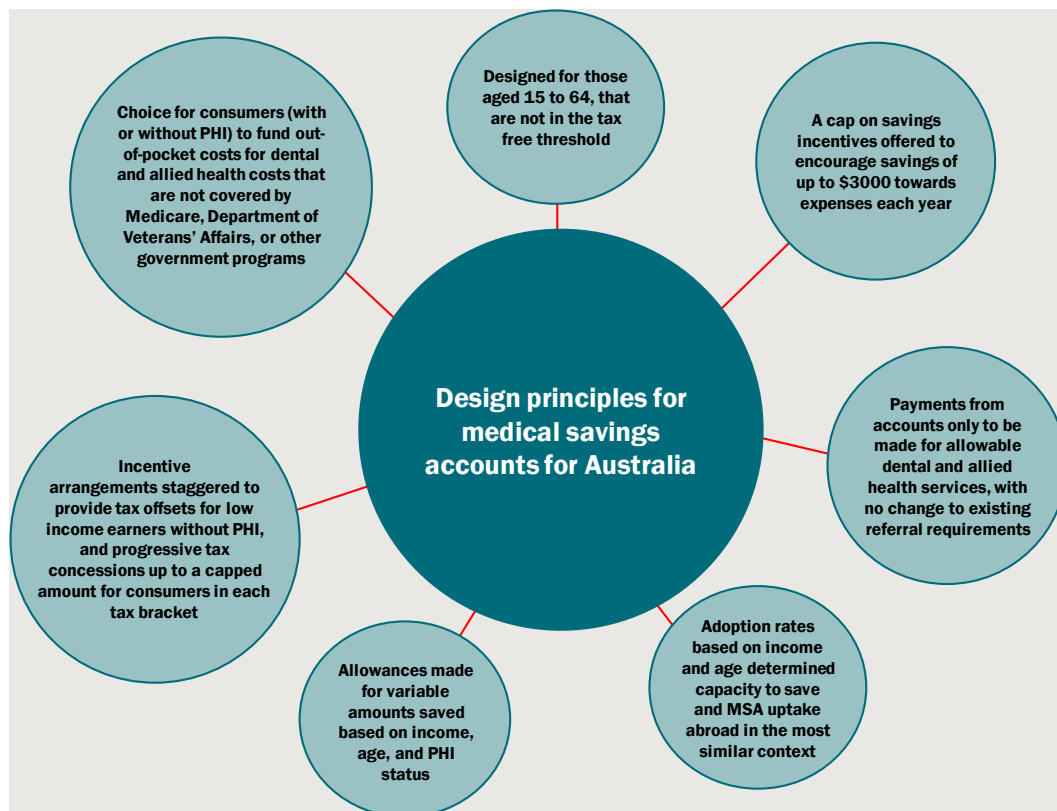 Choice for consumers (with
or without PHI) to fund out-
of-pocket costs for dental
and allied health costs that
are not covered by
Medicare, Department of
Veterans’ Affairs, or other
government programs
Designed for those
aged 15 to 64, that
are not in the tax
free threshold
A cap on savings
incentives offered to
encourage savings of
up to $3000 towards
expenses each year
Design principles for
medical savings
accounts for Australia
Payments from
accounts only to be
made for allowable
dental and allied
health services, with
no change to existing
referral requirements
Incentive
arrangements staggered to
provide tax offsets for low
income earners without PHI,
and progressive tax
concessions up to a capped
amount for consumers in each
tax bracket
Allowances made
for variable
amounts saved
based on income,
age, and PHI
status
Adoption rates
based on income
and age determined
capacity to save
and MSA uptake
abroad in the most
similar context